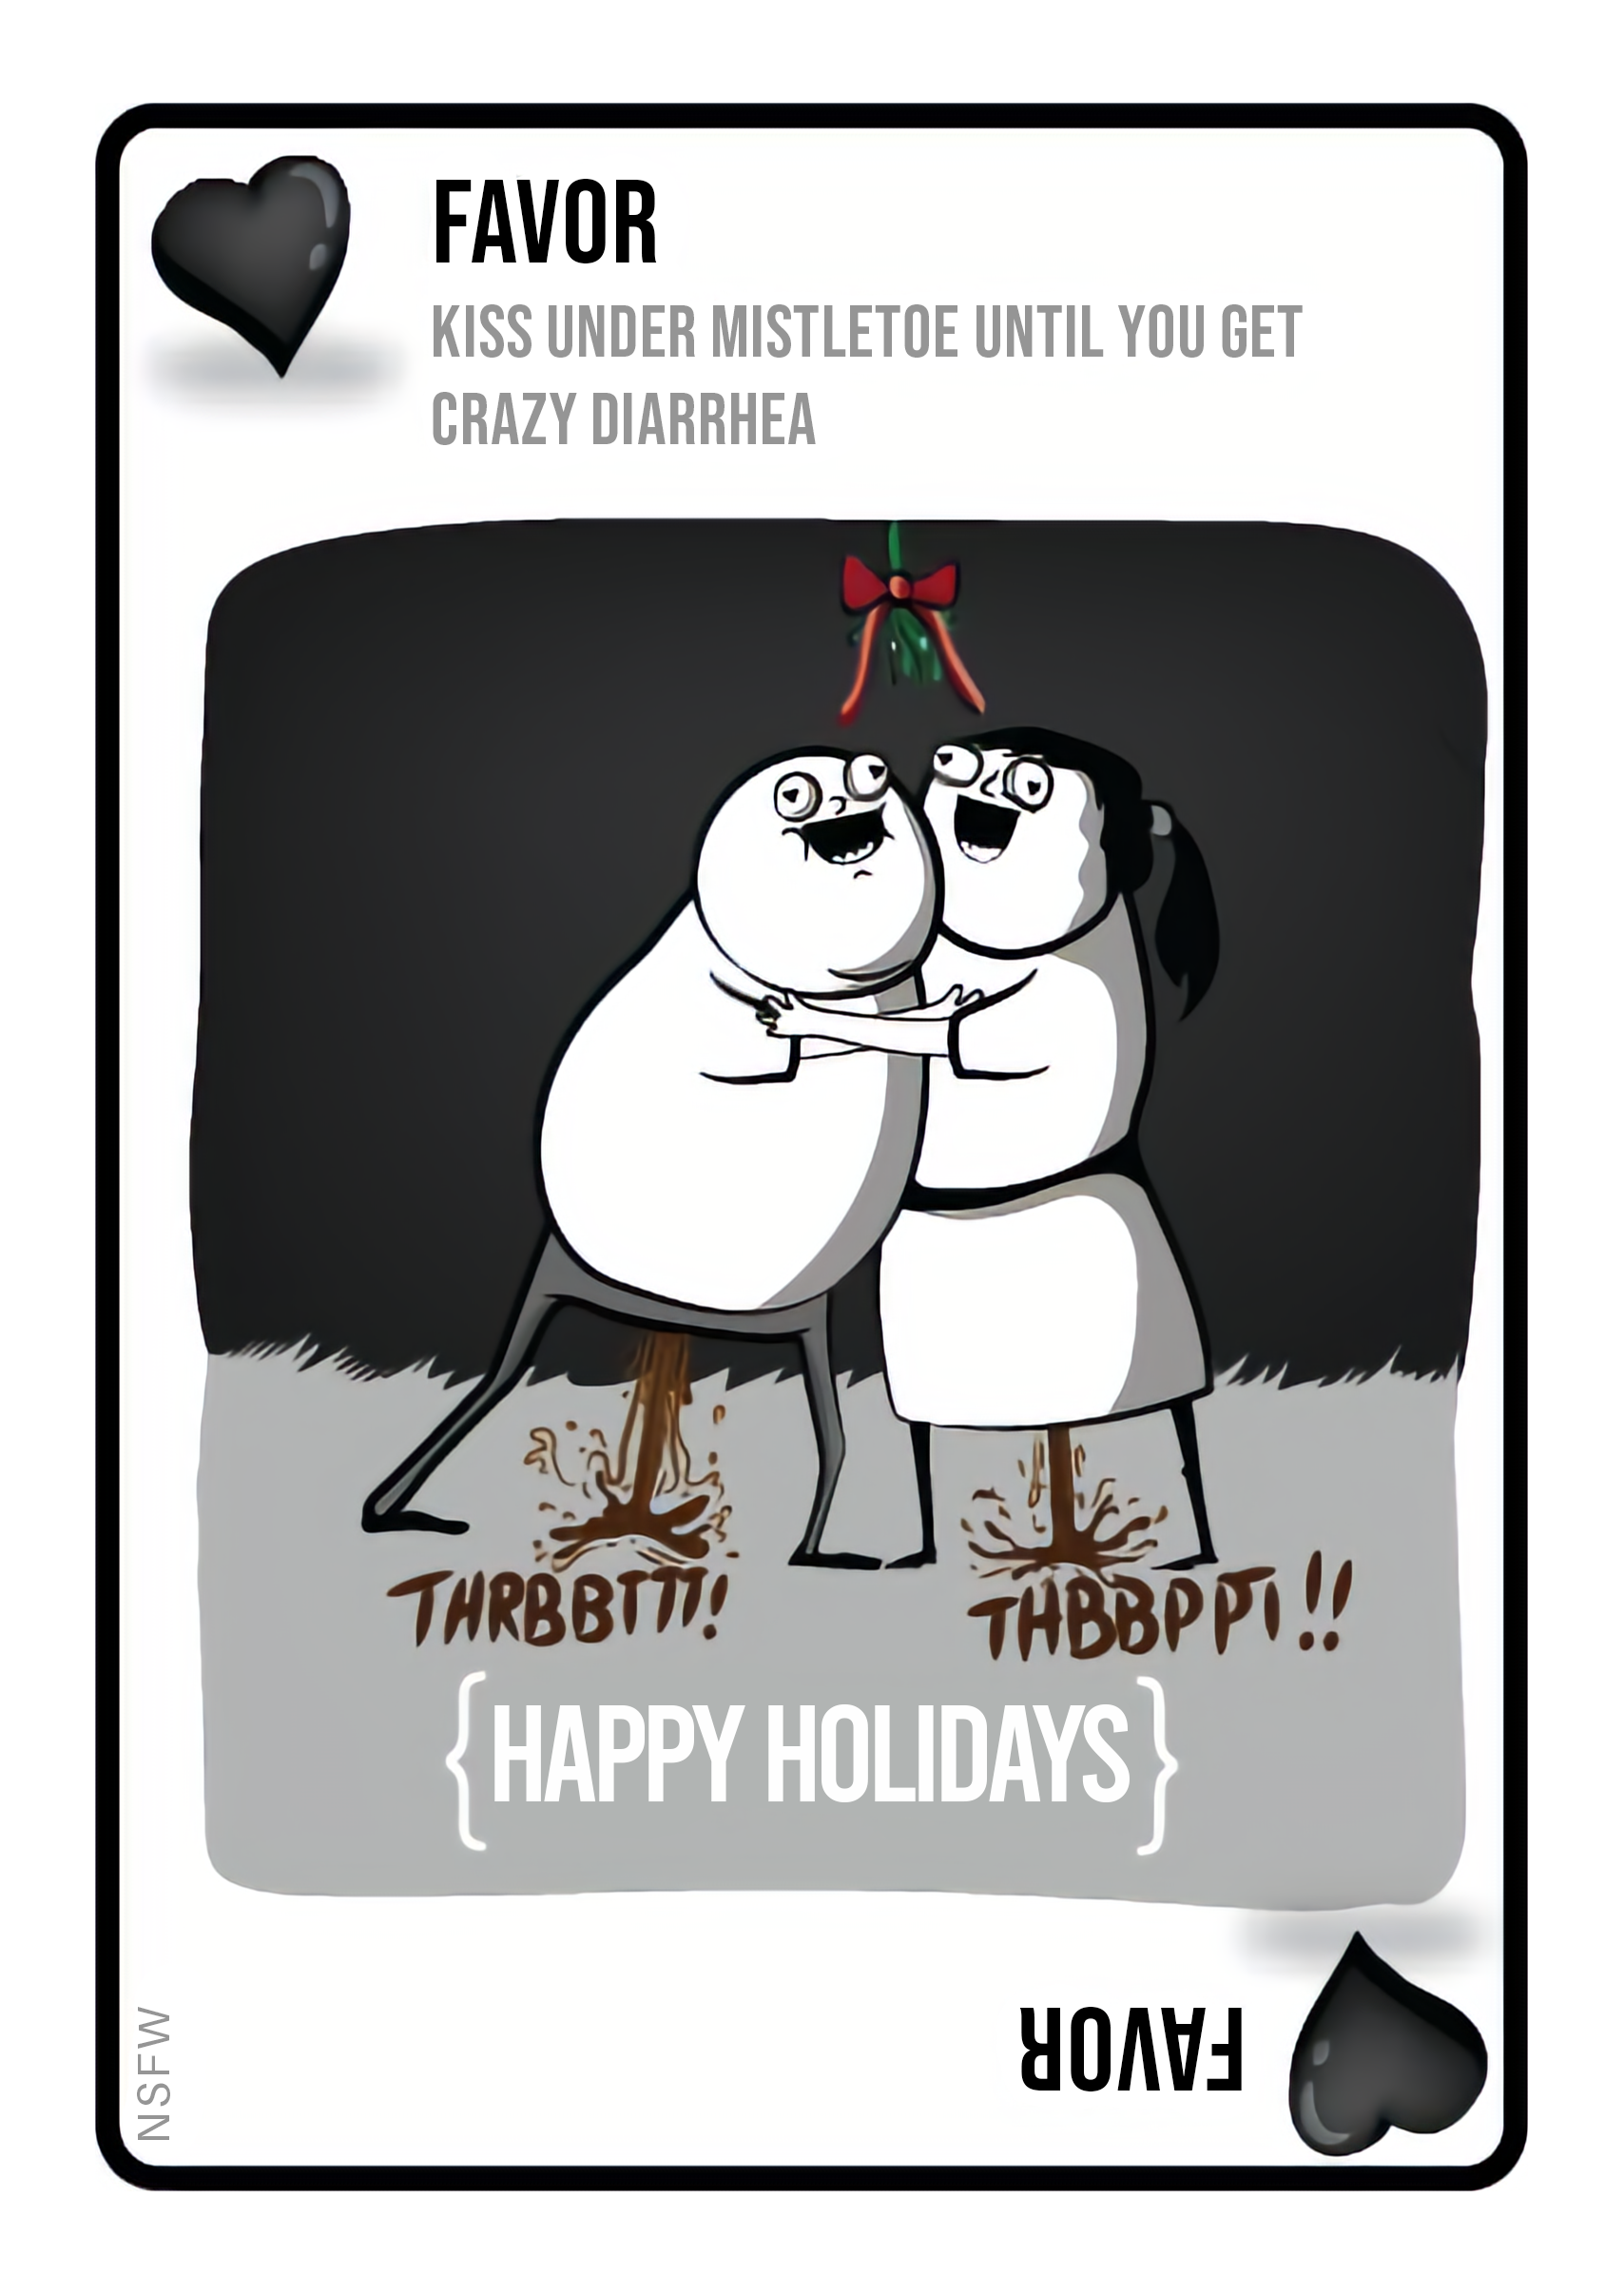 FAVOR
KISS UNDER MISTLETOE UNTIL YOU GET
CRAZY DIARRHEA
THRBBTTT!
THBBPPT!!
{HAPPY HOLIDAYS}
FAVOR
NSFW